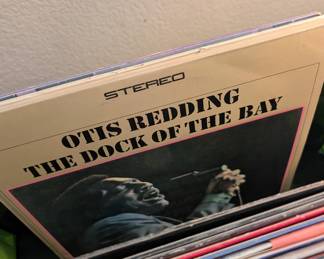 STEREO
OTIS REDDING
THE DOCK OF THE BAY